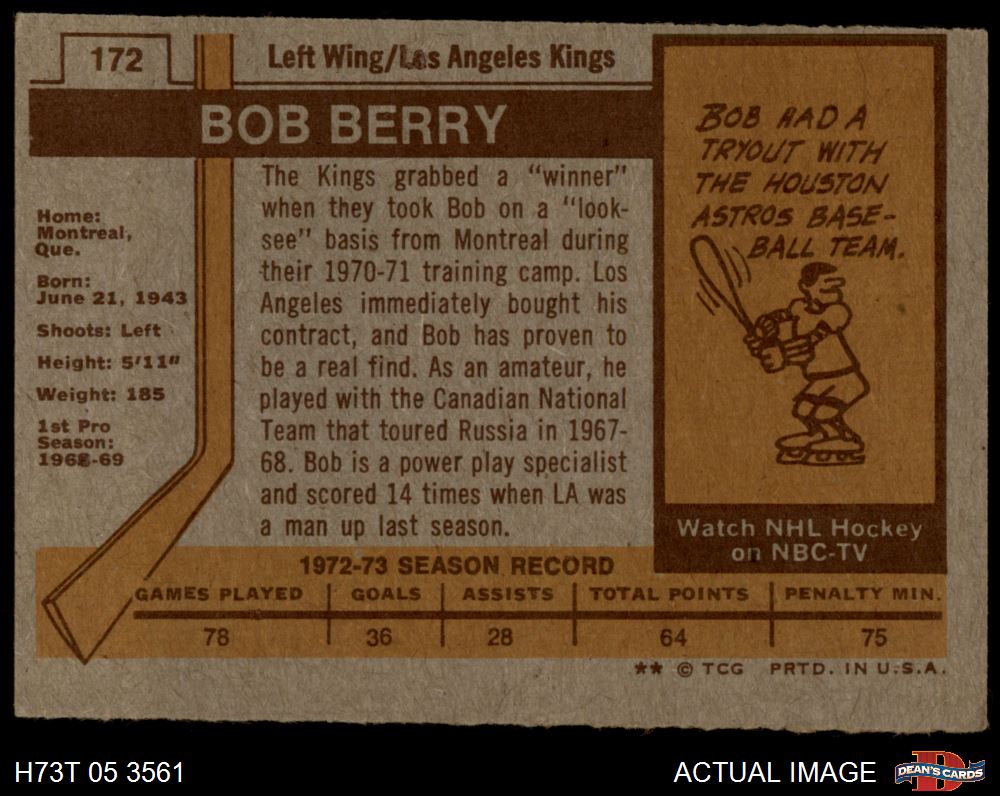 172
Left Wing/Los Angeles Kings
BOB BERRY
Home:
Montreal,
Que.
Born:
June 21, 1943
Shoots: Left
Height: 5'11"
Weight: 185
1st Pro
Season:
1968-69
The Kings grabbed a “winner”
when they took Bob on a “look-
see” basis from Montreal during
their 1970-71 training camp. Los
Angeles immediately bought his
contract, and Bob has proven to
be a real find. As an amateur, he
played with the Canadian National
Team that toured Russia in 1967-
68. Bob is a power play specialist
and scored 14 times when LA was
a man up last season.
BOB HAD A
TRYOUT WITH
THE HOUSTON
ASTROS BASE-
BALL TEAM.
Watch NHL Hockey
on NBC-TV
1972-73 SEASON RECORD
GAMES PLAYED GOALS ASSISTS TOTAL POINTS PENALTY MIN.
78 36 28 64 75
** © TCG PRTD. IN U.S.A.
H73T 05 3561
ACTUAL IMAGE
D
DEAN'S CARDS